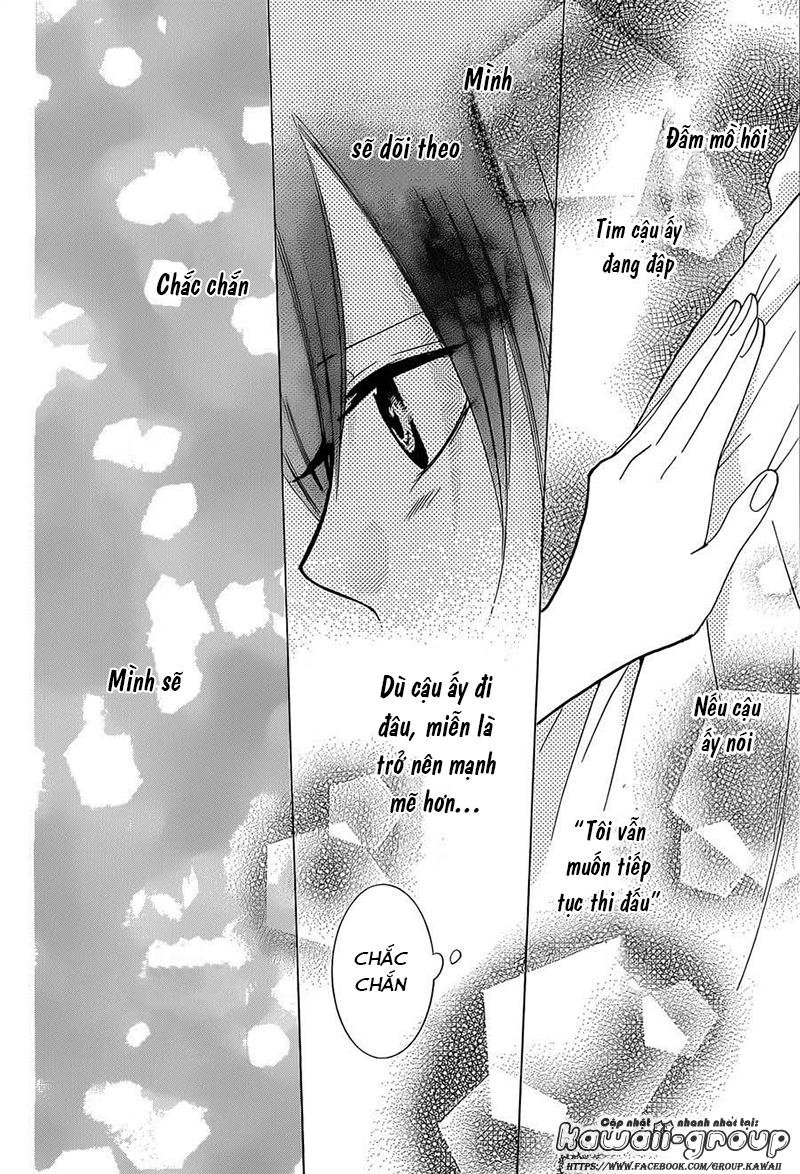 Đẫm mồ hôi
Tim cậu ấy
đang đập
Nếu cậu
ấy nói
“Tôi vẫn
muốn tiếp
tục thi đấu”
Mình
sẽ dõi theo
Dù cậu ấy đi
đâu, miễn là
trở nên mạnh
mẽ hơn...
CHẮC
CHẮN
Chắc chắn
Mình sẽ
Cập nhật nhanh nhất tại:
kawaii-group
HTTPS://WWW.FACEBOOK.COM/GROUP.KAWAII